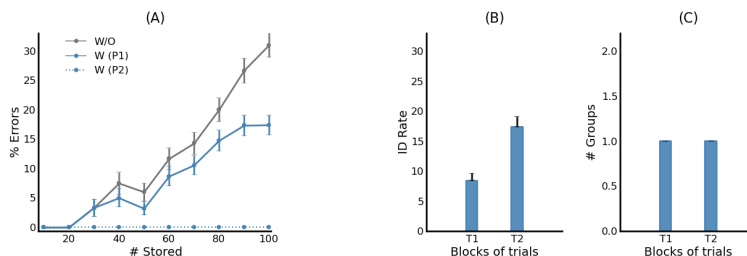 (A)
W/O
W (P1)
W (P2)
% Errors
30
25
20
15
10
5
0
20 40 60 80 100
# Stored
(B)
ID Rate
30
25
20
15
10
5
0
T1 T2
Blocks of trials
(C)
# Groups
2.0
1.5
1.0
0.5
0.0
T1 T2
Blocks of trials